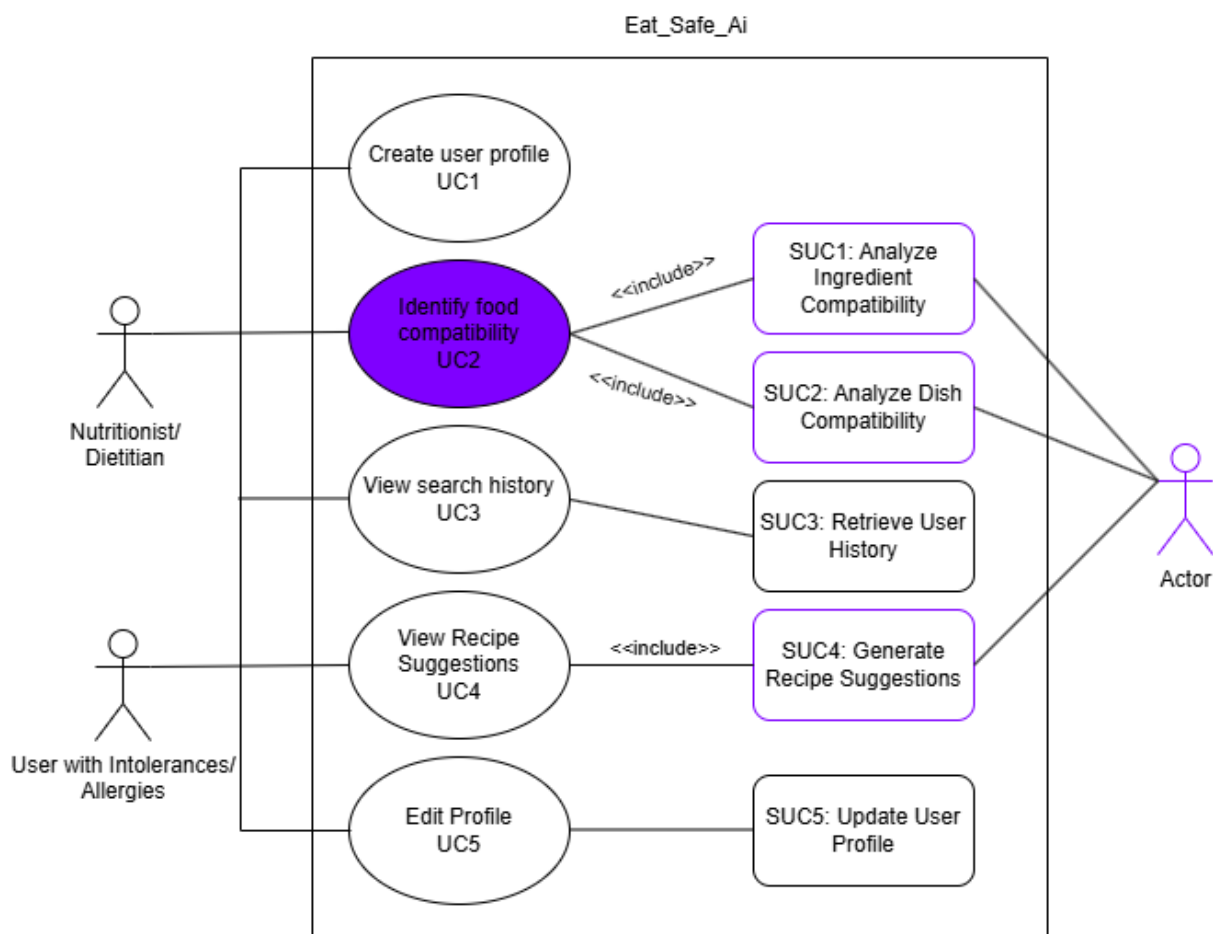 Eat_Safe_Ai
Create user profile
UC1
Identify food
compatibility
UC2
<<include>>
<<include>>
SUC1: Analyze
Ingredient
Compatibility
SUC2: Analyze Dish
Compatibility
Nutritionist/
Dietitian
View search history
UC3
SUC3: Retrieve User
History
Actor
View Recipe
Suggestions
UC4
<<include>>
SUC4: Generate
Recipe Suggestions
User with Intolerances/
Allergies
Edit Profile
UC5
SUC5: Update User
Profile